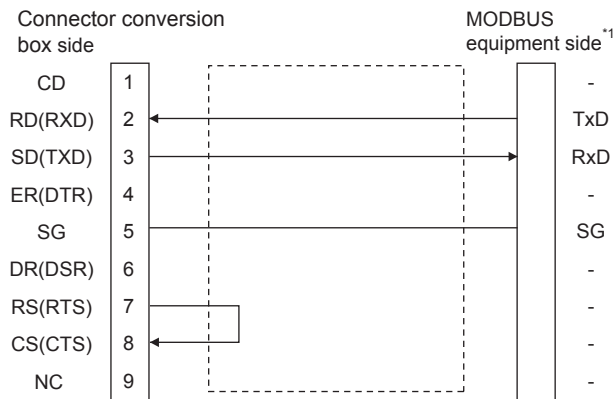 Connector conversion
box side
MODBUS
equipment side*1
CD 1 -
RD(RXD) 2 TxD
SD(TXD) 3 RxD
ER(DTR) 4 -
SG 5 SG
DR(DSR) 6 -
RS(RTS) 7 -
CS(CTS) 8 -
NC 9 -